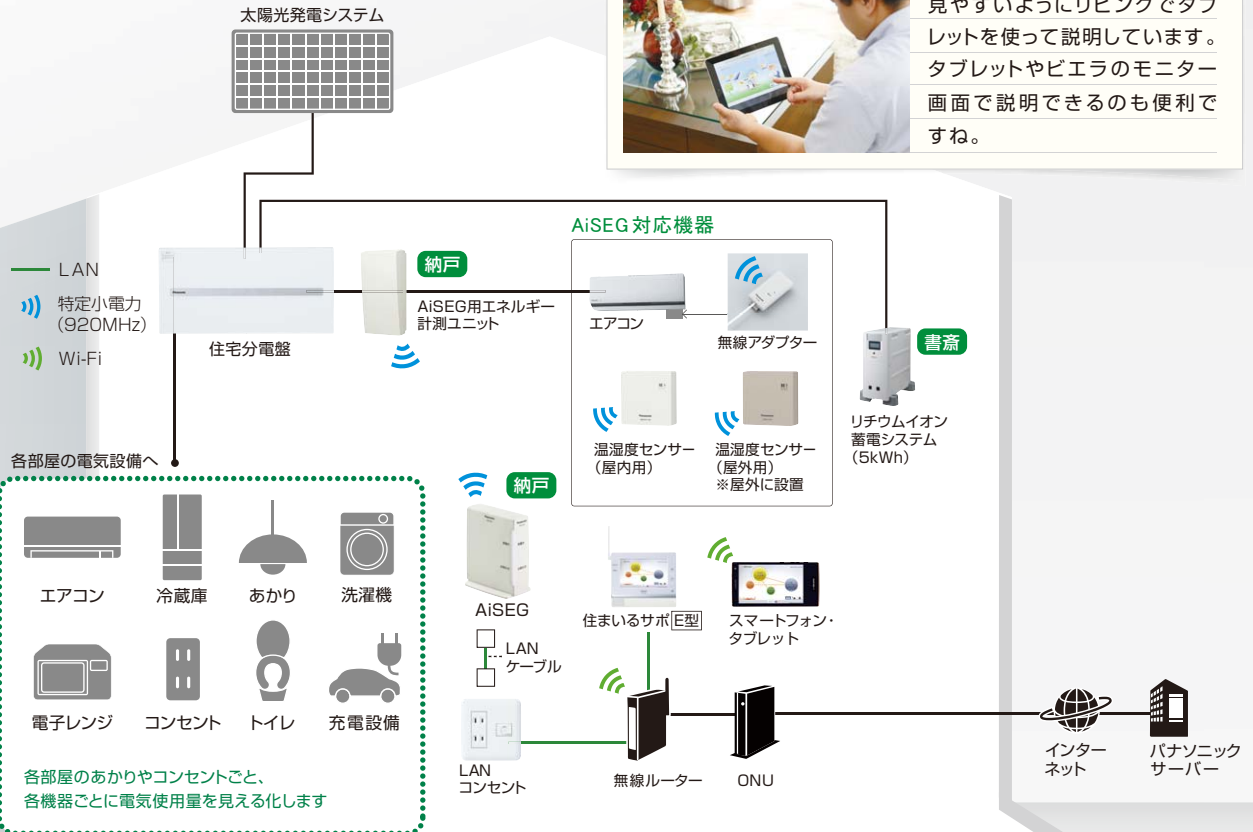 太陽光発電システム
見やすいようにリビングでタブ
レットを使って説明しています。
タブレットやビエラのモニター
画面で説明できるのも便利で
すね。
LAN
特定小電力
(920MHz)
Wi-Fi
住宅分電盤
納戸
AiSEG用エネルギー
計測ユニット
AiSEG対応機器
エアコン
無線アダプター
温湿度センサー
(屋内用)
温湿度センサー
(屋外用)
※屋外に設置
書斎
リチウムイオン
蓄電システム
(5kWh)
各部屋の電気設備へ
エアコン
冷蔵庫
あかり
洗濯機
電子レンジ
コンセント
トイレ
充電設備
各部屋のあかりやコンセントごと、
各機器ごとに電気使用量を見える化します
納戸
AiSEG
LAN
ケーブル
LAN
コンセント
住まいるサポE型
スマートフォン・
タブレット
無線ルーター
ONU
インター
ネット
パナソニック
サーバー